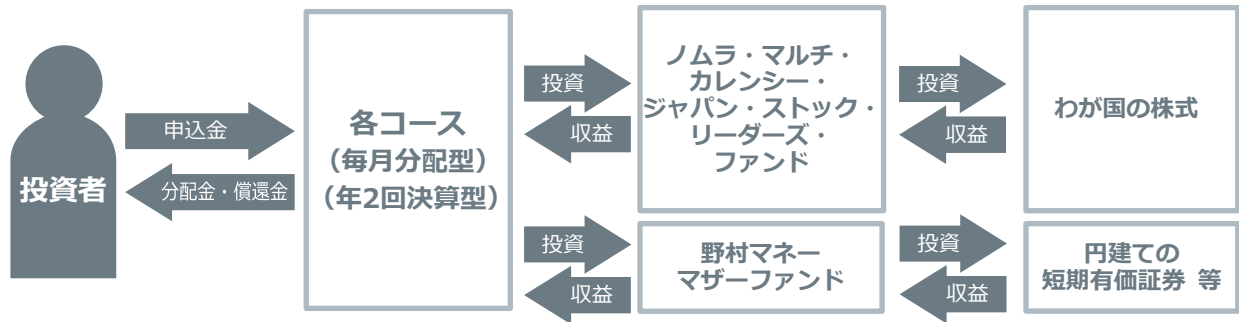 投資者
申込金
分配金・償還金
各コース
（毎月分配型）
（年2回決算型）
投資
収益
ノムラ・マルチ・
カレンシー・
ジャパン・ストック・
リーダーズ・
ファンド
投資
収益
わが国の株式
投資
収益
野村マネー
マザーファンド
投資
収益
円建ての
短期有価証券 等